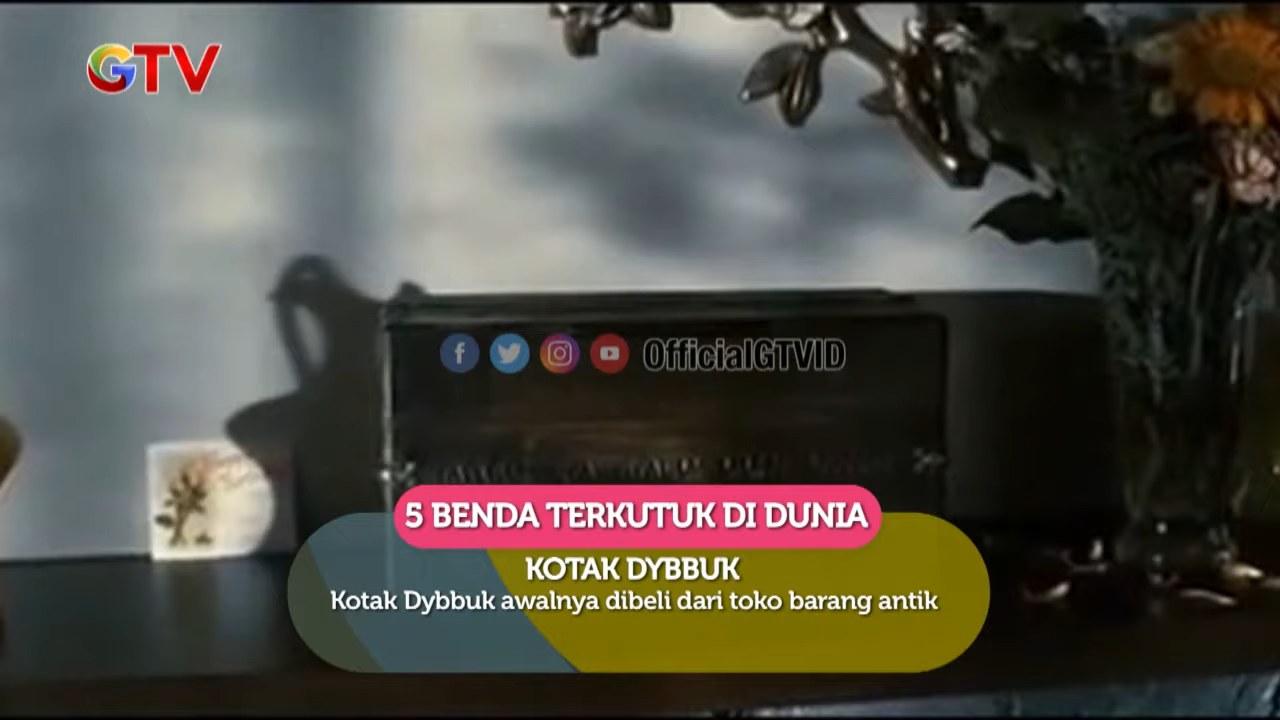 GTV
OfficialGTVID
5 BENDA TERKUTUK DI DUNIA
KOTAK DYBBUK
Kotak Dybbuk awalnya dibeli dari toko barang antik